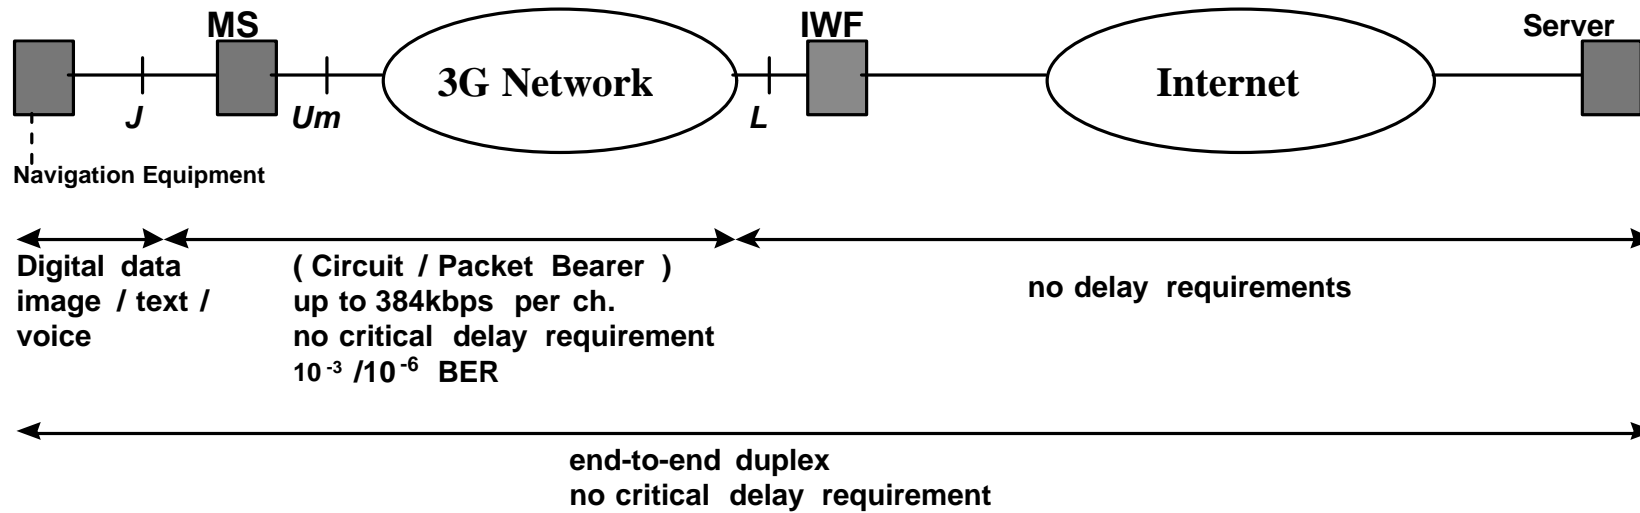 MS
IWF
Server
3G Network
Internet
J
Um
L
Navigation Equipment
Digital data
image / text /
voice
( Circuit / Packet Bearer )
up to 384kbps per ch.
no critical delay requirement
10⁻³ /10⁻⁶ BER
no delay requirements
end-to-end duplex
no critical delay requirement